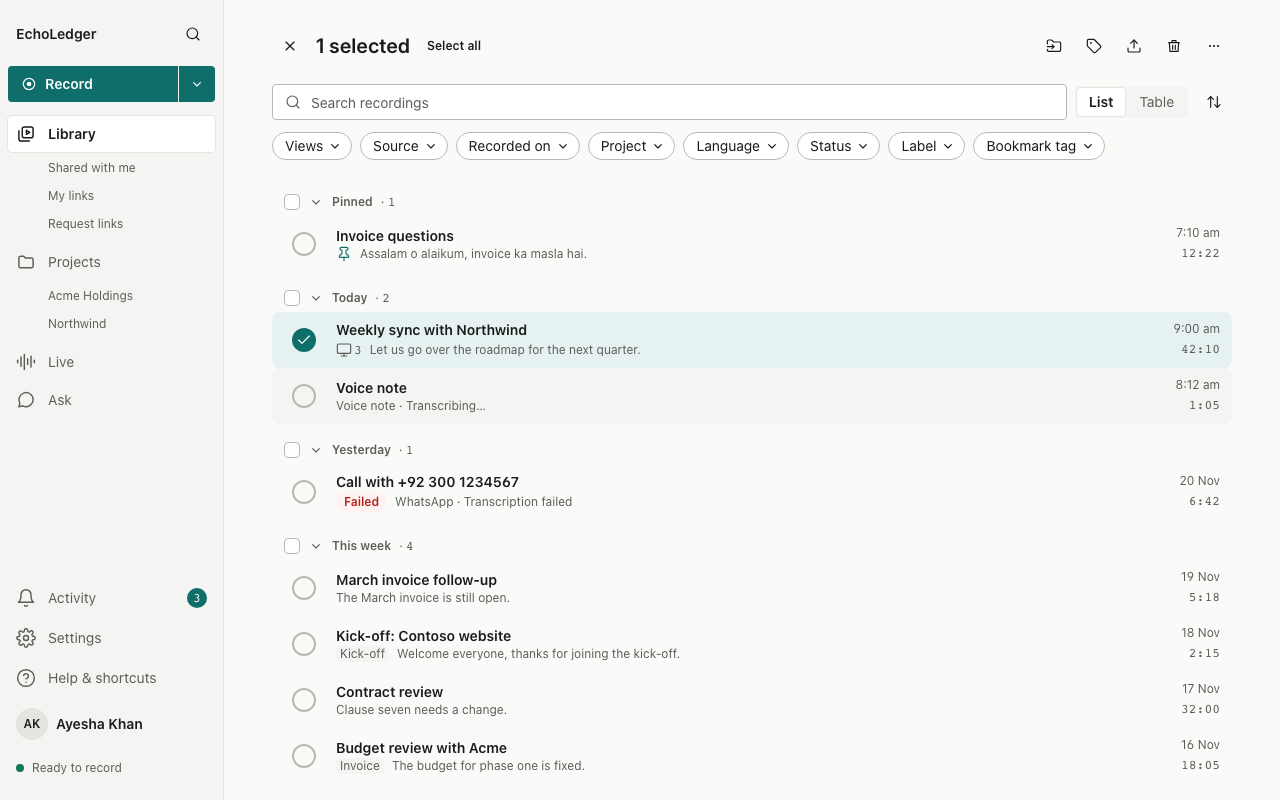 EchoLedger
Record
Library
Shared with me
My links
Request links
Projects
Acme Holdings
Northwind
Live
Ask
Activity 3
Settings
Help & shortcuts
AK Ayesha Khan
Ready to record
1 selected Select all
Search recordings
List Table
Views Source Recorded on Project Language Status Label Bookmark tag
Pinned · 1
Invoice questions 7:10 am
Assalam o alaikum, invoice ka masla hai. 12:22
Today · 2
Weekly sync with Northwind 9:00 am
3 Let us go over the roadmap for the next quarter. 42:10
Voice note 8:12 am
Voice note · Transcribing… 1:05
Yesterday · 1
Call with +92 300 1234567 20 Nov
Failed WhatsApp · Transcription failed 6:42
This week · 4
March invoice follow-up 19 Nov
The March invoice is still open. 5:18
Kick-off: Contoso website 18 Nov
Kick-off Welcome everyone, thanks for joining the kick-off. 2:15
Contract review 17 Nov
Clause seven needs a change. 32:00
Budget review with Acme 16 Nov
Invoice The budget for phase one is fixed. 18:05